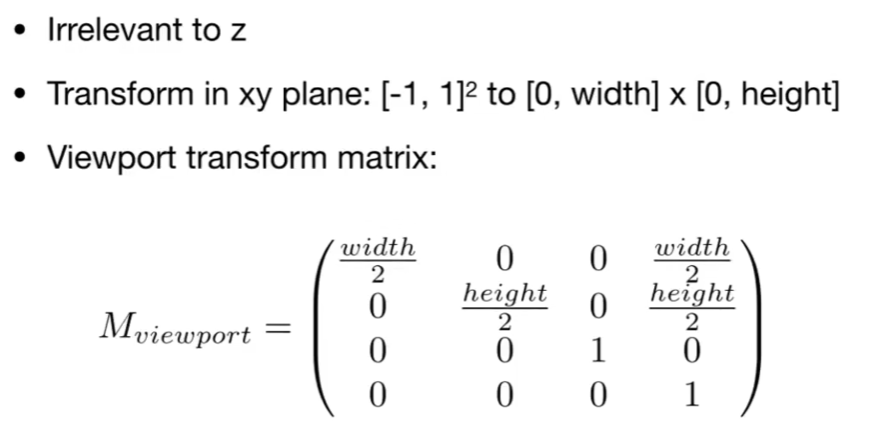 • Irrelevant to z
• Transform in xy plane: [-1, 1]² to [0, width] x [0, height]
• Viewport transform matrix:
M_viewport = 
width/2 0 0 width/2
0 height/2 0 height/2
0 0 1 0
0 0 0 1